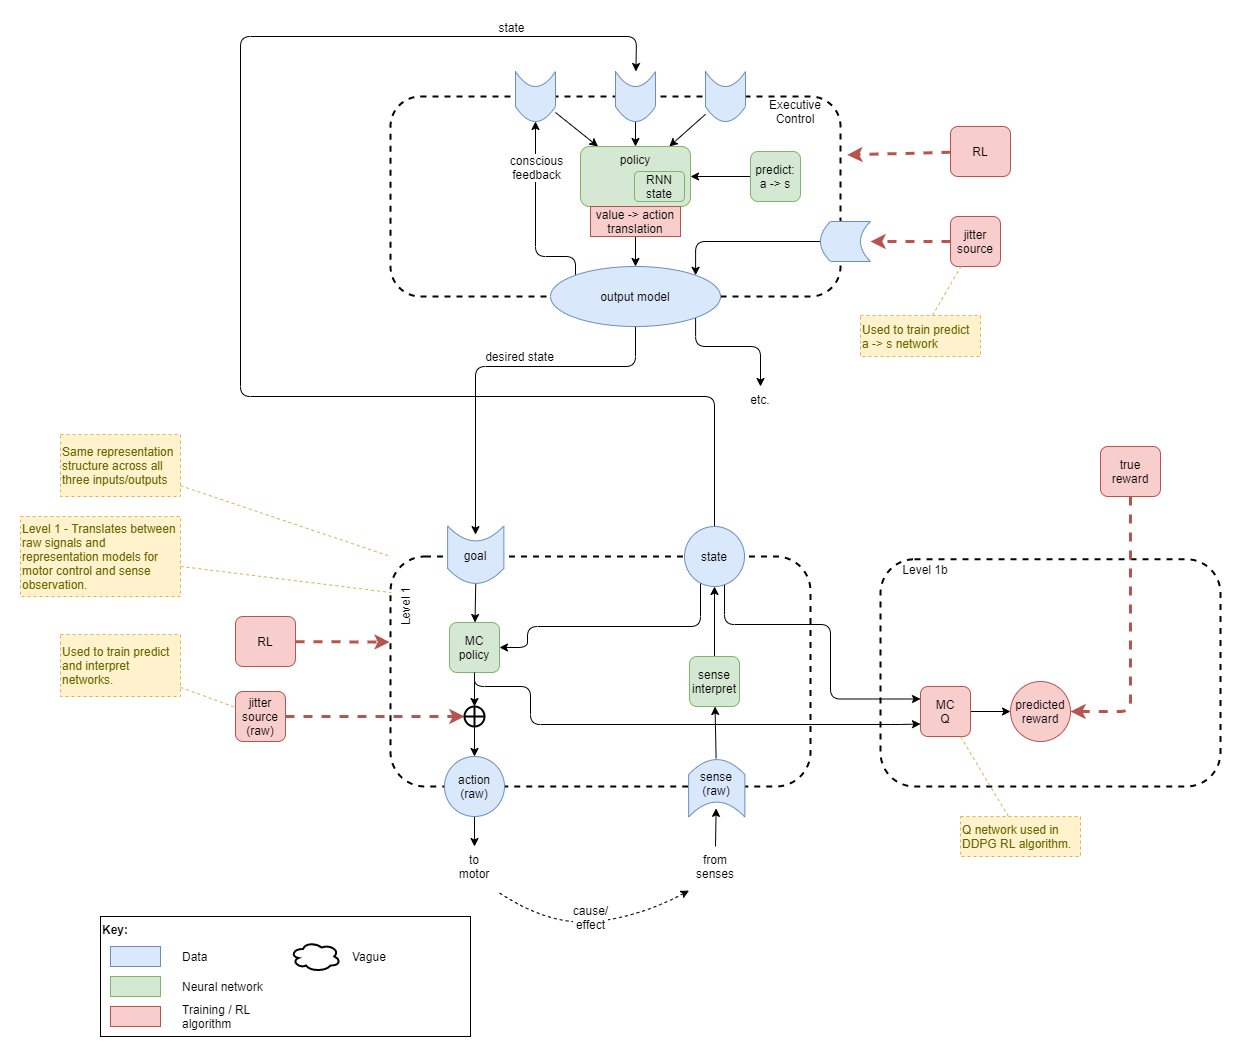 state
Executive
Control
policy
RNN
state
predict:
a -> s
conscious
feedback
value -> action
translation
RL
jitter
source
output model
Used to train predict
a -> s network
desired state
etc.
Same representation
structure across all
three inputs/outputs
true
reward
Level 1 - Translates between
raw signals and
representation models for
motor control and sense
observation.
goal
state
Level 1
Level 1b
RL
MC
policy
Used to train predict
and interpret
networks.
sense
interpret
jitter
source
(raw)
MC
Q
predicted
reward
action
(raw)
sense
(raw)
Q network used in
DDPG RL algorithm.
to
motor
from
senses
cause/
effect
Key:
Data
Vague
Neural network
Training / RL
algorithm